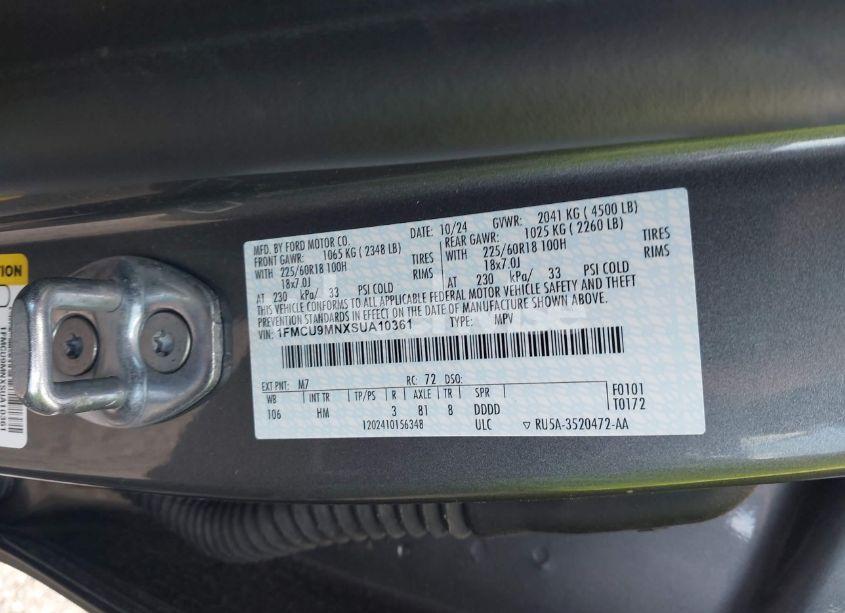 MFD. BY FORD MOTOR CO.
DATE: 10/24 GVWR: 2041 KG ( 4500 LB)
FRONT GAWR: 1065 KG ( 2348 LB)
REAR GAWR: 1025 KG ( 2260 LB)
WITH 225/60R18 100H TIRES
WITH 225/60R18 100H TIRES
18x7.0J RIMS
18x7.0J RIMS
AT 230 kPa/ 33 PSI COLD
AT 230 kPa/ 33 PSI COLD
THIS VEHICLE CONFORMS TO ALL APPLICABLE FEDERAL MOTOR VEHICLE SAFETY AND THEFT
PREVENTION STANDARDS IN EFFECT ON THE DATE OF MANUFACTURE SHOWN ABOVE.
VIN: 1FMCU9MNXSUA10361 TYPE: MPV
EXT PNT: M7 RC: 72 DSO:
WB INT TR TP/PS R AXLE TR SPR
106 HM 3 81 8 DDDD
F0101
T0172
1202410156348 ULC ▽ RU5A-3520472-AA
1FMCU9MNXSUA10361